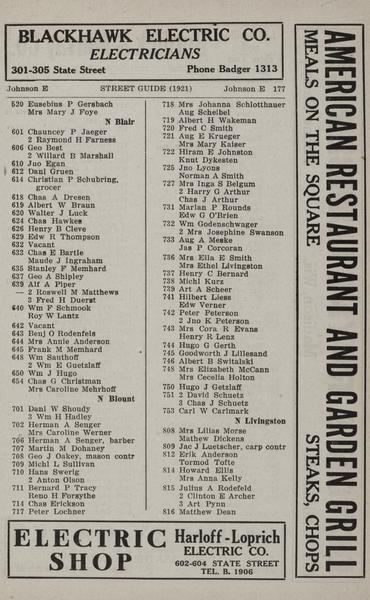 BLACKHAWK ELECTRIC CO.
ELECTRICIANS
301-305 State Street Phone Badger 1313
Johnson E STREET GUIDE (1921) Johnson E 177
520 Eusebius P Gersbach
Mrs Mary J Foye
N Blair
601 Chauncey P Jaeger
2 Raymond H Farness
606 Geo Best
2 Willard B Marshall
610 Jno Egan
612 Danl Gruen
614 Christian P Schubring,
grocer
618 Chas A Dresen
619 Albert W Braun
620 Walter J Luck
624 Chas Hawkes
626 Henry B Cleve
629 Edw R Thompson
632 Vacant
633 Chas E Bartle
Maude J Ingraham
635 Stanley F Memhard
637 Geo A Shipley
639 Alf A Piper
— 2 Roswell M Matthews
3 Fred H Duerst
640 Wm F Schmook
Roy W Lantz
642 Vacant
643 Benj O Rodenfels
644 Mrs Annie Anderson
645 Frank M Memhard
648 Wm Sauthoff
2 Wm E Guetzlaff
650 Wm J Hugo
654 Chas G Christman
Mrs Caroline Mehrhoff
N Blount
701 Danl W Shoudy
3 Wm H Hadley
702 Herman A Senger
Mrs Caroline Werner
706 Herman A Senger, barber
707 Martin M Dohaney
708 Geo J Oakey, mason contr
709 Michl L Sullivan
710 Hans Swerig
2 Anton Olson
711 Bernard P Tracy
Reno H Forsythe
714 Chas Erickson
717 Peter Lochner
718 Mrs Johanna Schlotthauer
Aug Scheibel
719 Albert H Wakeman
720 Fred C Smith
721 Aug E Krueger
Mrs Mary Kaiser
722 Hiram E Johnston
Knut Dykesten
725 Jno Lyons
Norman A Smith
727 Mrs Inga S Belgum
2 Harry G Arthur
Chas J Arthur
731 Marian P Rounds
Edw G O'Brien
732 Wm Godenschwager
2 Mrs Josephine Swanson
733 Aug A Meske
Jas P Corcoran
736 Mrs Ella E Smith
Mrs Ethel Livingston
737 Henry C Bernard
738 Michl Kurz
739 Art A Scheer
741 Hilbert Liess
Edw Verner
742 Peter Peterson
2 Jno K Peterson
743 Mrs Cora R Evans
Henry R Lenz
744 Hugo G Gerth
745 Goodworth J Lillesand
746 Albert B Switalski
748 Mrs Elizabeth McCann
Mrs Cecelia Holton
750 Hugo J Getzlaff
751 2 David Schuetz
3 Chas J Schuetz
753 Carl W Carlmark
N Livingston
808 Mrs Lilias Morse
Mathew Dickens
809 Jac J Luetscher, carp contr
812 Erik Anderson
Tormod Tofte
814 Howard Ellis
Mrs Anna Kelly
815 Julius A Rodefeld
2 Clinton E Archer
3 Art Pynn
816 Matthew Dean
AMERICAN RESTAURANT AND GARDEN GRILL
MEALS ON THE SQUARE STEAKS, CHOPS
ELECTRIC SHOP
Harloff-Loprich
ELECTRIC CO.
602-604 STATE STREET
TEL. B. 1906